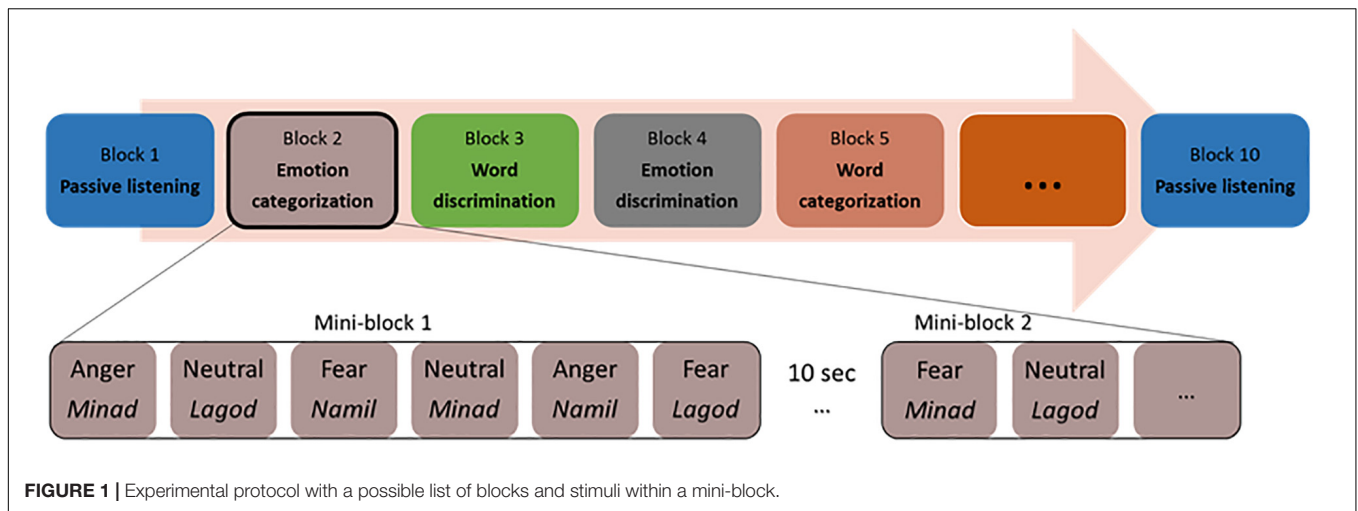 Block 1
Passive listening
Block 2
Emotion
categorization
Block 3
Word
discrimination
Block 4
Emotion
discrimination
Block 5
Word
categorization
...
Block 10
Passive listening
Mini-block 1
Mini-block 2
Anger
Minad
Neutral
Lagod
Fear
Namil
Neutral
Minad
Anger
Namil
Fear
Lagod
10 sec
...
Fear
Minad
Neutral
Lagod
...
FIGURE 1 | Experimental protocol with a possible list of blocks and stimuli within a mini-block.